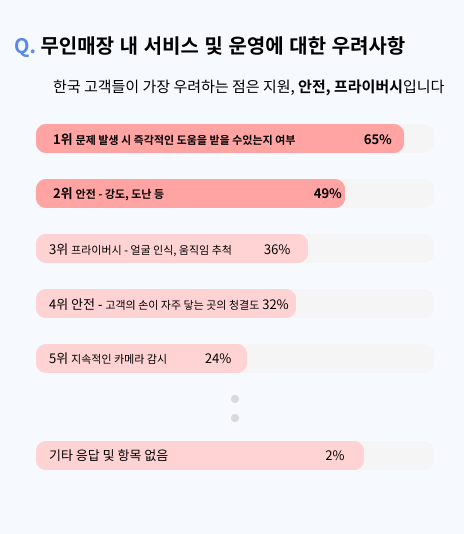 Q. 무인매장 내 서비스 및 운영에 대한 우려사항
한국 고객들이 가장 우려하는 점은 지원, 안전, 프라이버시입니다
1위 문제 발생 시 즉각적인 도움을 받을 수있는지 여부 65%
2위 안전 - 강도, 도난 등 49%
3위 프라이버시 - 얼굴 인식, 움직임 추척 36%
4위 안전 - 고객의 손이 자주 닿는 곳의 청결도 32%
5위 지속적인 카메라 감시 24%
기타 응답 및 항목 없음 2%